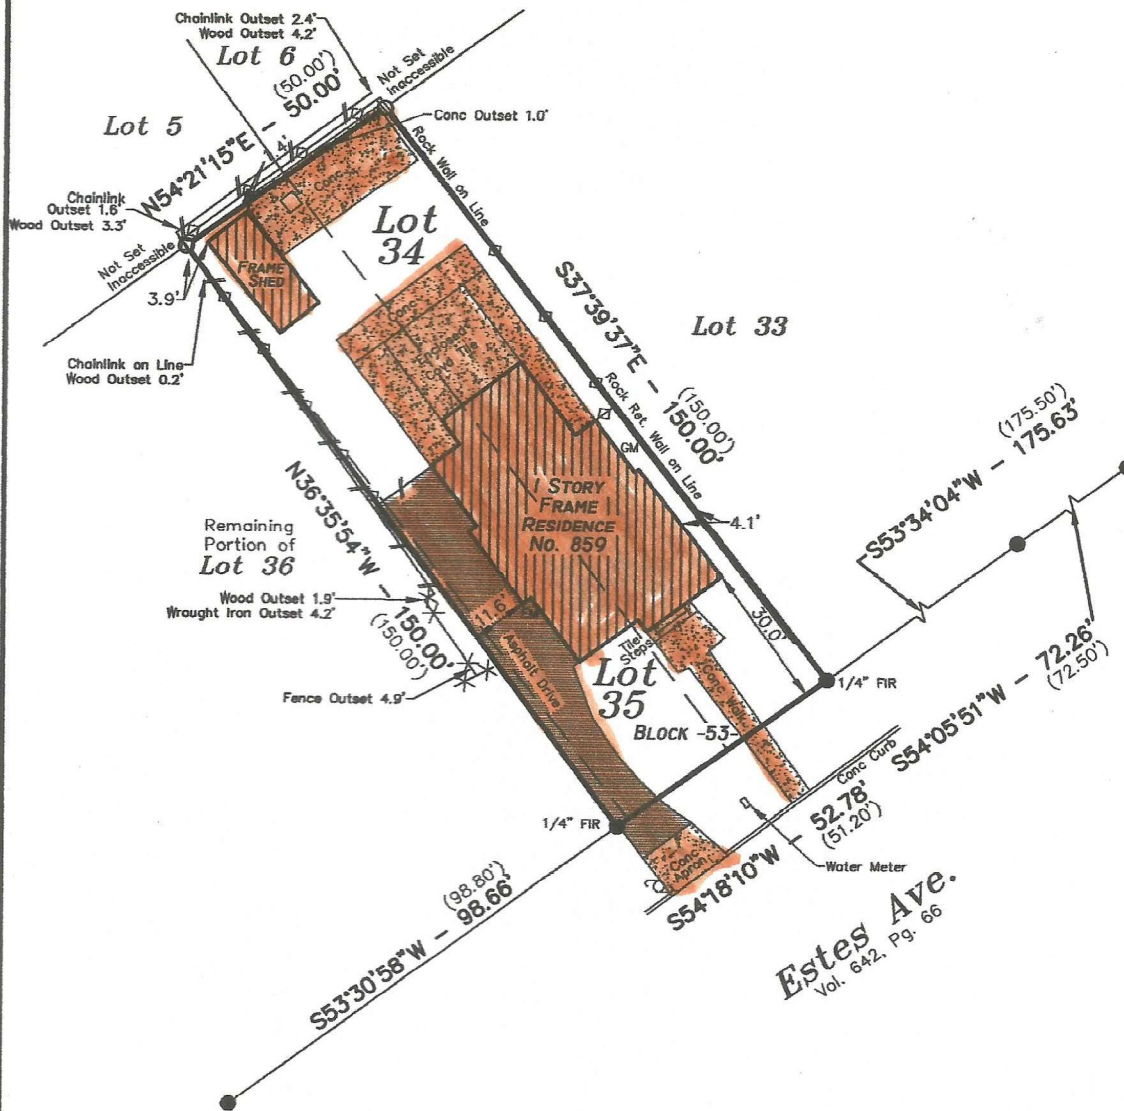 Chainlink Outset 2.4'
Wood Outset 4.2'
Lot 6
(50.00')
N54°21'15"E – 50.00'
Not Set
Inaccessible
Conc Outset 1.0'
Lot 5
Chainlink
Outset 1.6'
Wood Outset 3.3'
Not Set
Inaccessible
3.9'
1.4'
Conc
Rock Wall on Line
Lot
34
FRAME
SHED
Chainlink on Line
Wood Outset 0.2'
Conc
Cov'd Tile
S37°39'37"E – 150.00'
(150.00')
Lot 33
Rock Ret. Wall on Line
GM
(175.50')
S53°34'04"W – 175.63'
1 STORY
FRAME
RESIDENCE
No. 859
4.1'
N36°35'54"W – 150.00'
(150.00')
Remaining
Portion of
Lot 36
Wood Outset 1.9'
Wrought Iron Outset 4.2'
11.6'
Asphalt Drive
Fence Outset 4.9'
Tile
Steps
30.0'
Lot
35
BLOCK -53-
Conc Walk
1/4" FIR
S54°05'51"W – 72.26'
(72.50')
Conc Curb
1/4" FIR
Conc
Apron
S54°18'10"W – 52.78'
(51.20')
Water Meter
(98.80')
S53°30'58"W – 98.66'
Estes Ave.
Vol. 642, Pg. 66